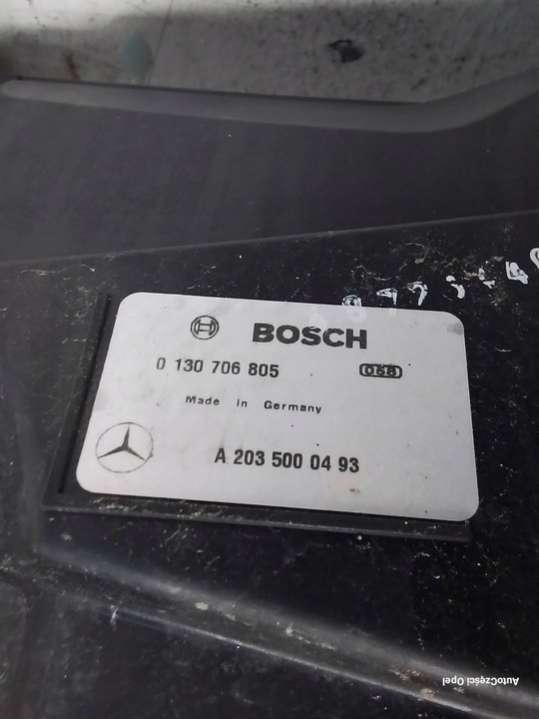 BOSCH
0 130 706 805 058
Made in Germany
A 203 500 04 93
AutoCzęści Opel